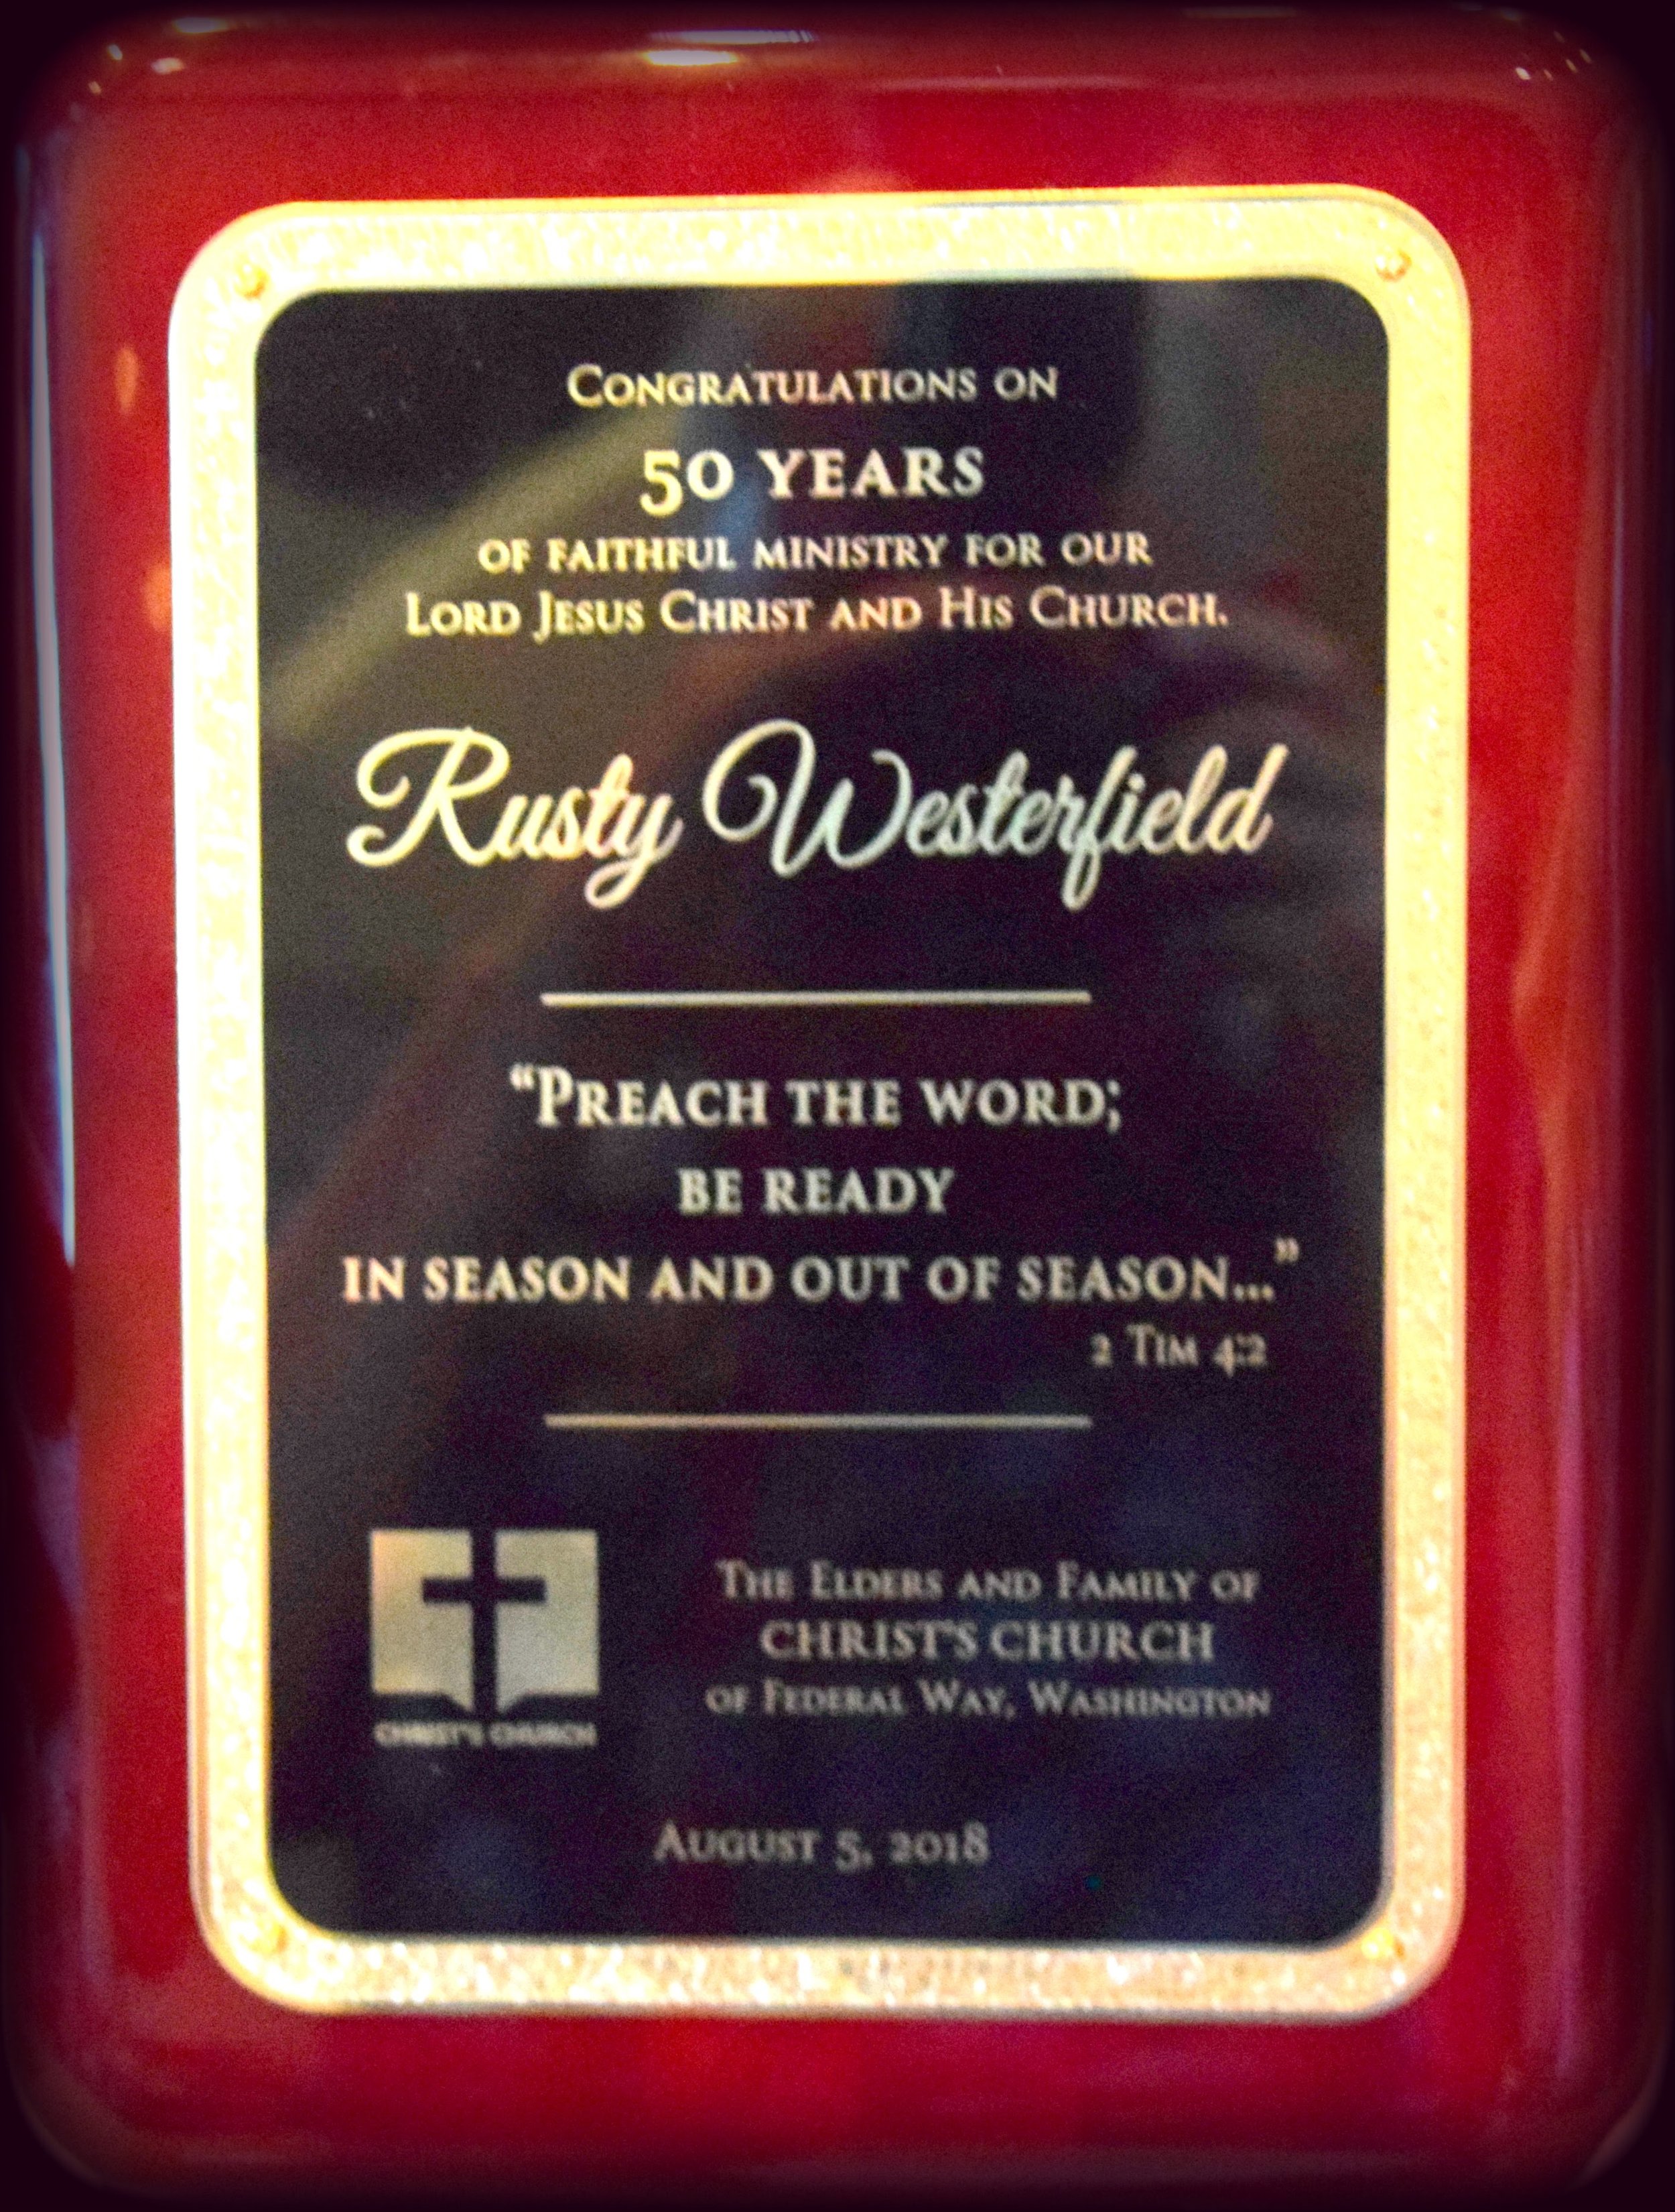 Congratulations on
50 years
of faithful ministry for our
Lord Jesus Christ and His Church.
Rusty Westerfield
“Preach the word;
be ready
in season and out of season...”
2 Tim 4:2
The Elders and Family of
CHRIST'S CHURCH
of Federal Way, Washington
CHRIST'S CHURCH
August 5, 2018